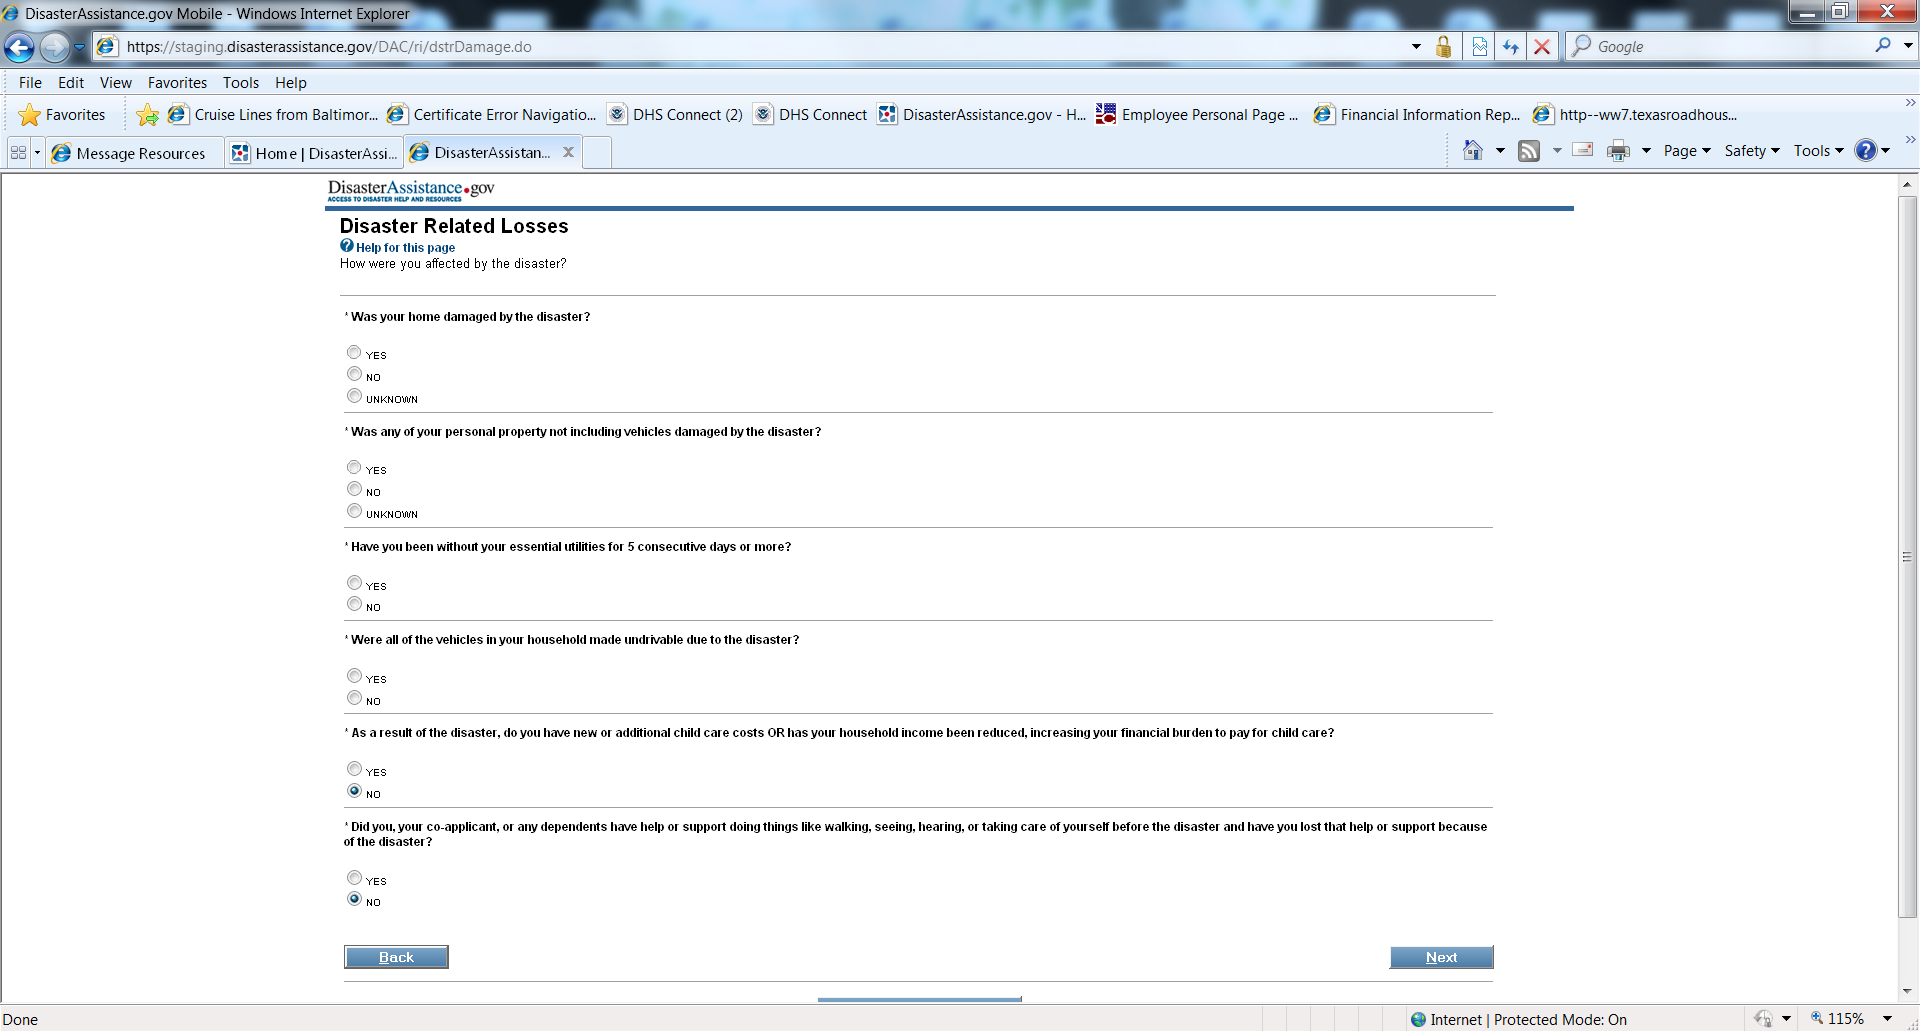 DisasterAssistance.gov Mobile - Windows Internet Explorer
https://staging.disasterassistance.gov/DAC/ri/dstrDamage.do
Google
File Edit View Favorites Tools Help
Favorites Cruise Lines from Baltimor... Certificate Error Navigatio... DHS Connect (2) DHS Connect DisasterAssistance.gov - H... Employee Personal Page ... Financial Information Rep... http--ww7.texasroadhous...
Message Resources Home | DisasterAssi... DisasterAssistan... Page Safety Tools
DisasterAssistance.gov
ACCESS TO DISASTER HELP AND RESOURCES
Disaster Related Losses
Help for this page
How were you affected by the disaster?
* Was your home damaged by the disaster?
YES
NO
UNKNOWN
* Was any of your personal property not including vehicles damaged by the disaster?
YES
NO
UNKNOWN
* Have you been without your essential utilities for 5 consecutive days or more?
YES
NO
* Were all of the vehicles in your household made undrivable due to the disaster?
YES
NO
* As a result of the disaster, do you have new or additional child care costs OR has your household income been reduced, increasing your financial burden to pay for child care?
YES
NO
* Did you, your co-applicant, or any dependents have help or support doing things like walking, seeing, hearing, or taking care of yourself before the disaster and have you lost that help or support because
of the disaster?
YES
NO
Back Next
Done Internet | Protected Mode: On 115%